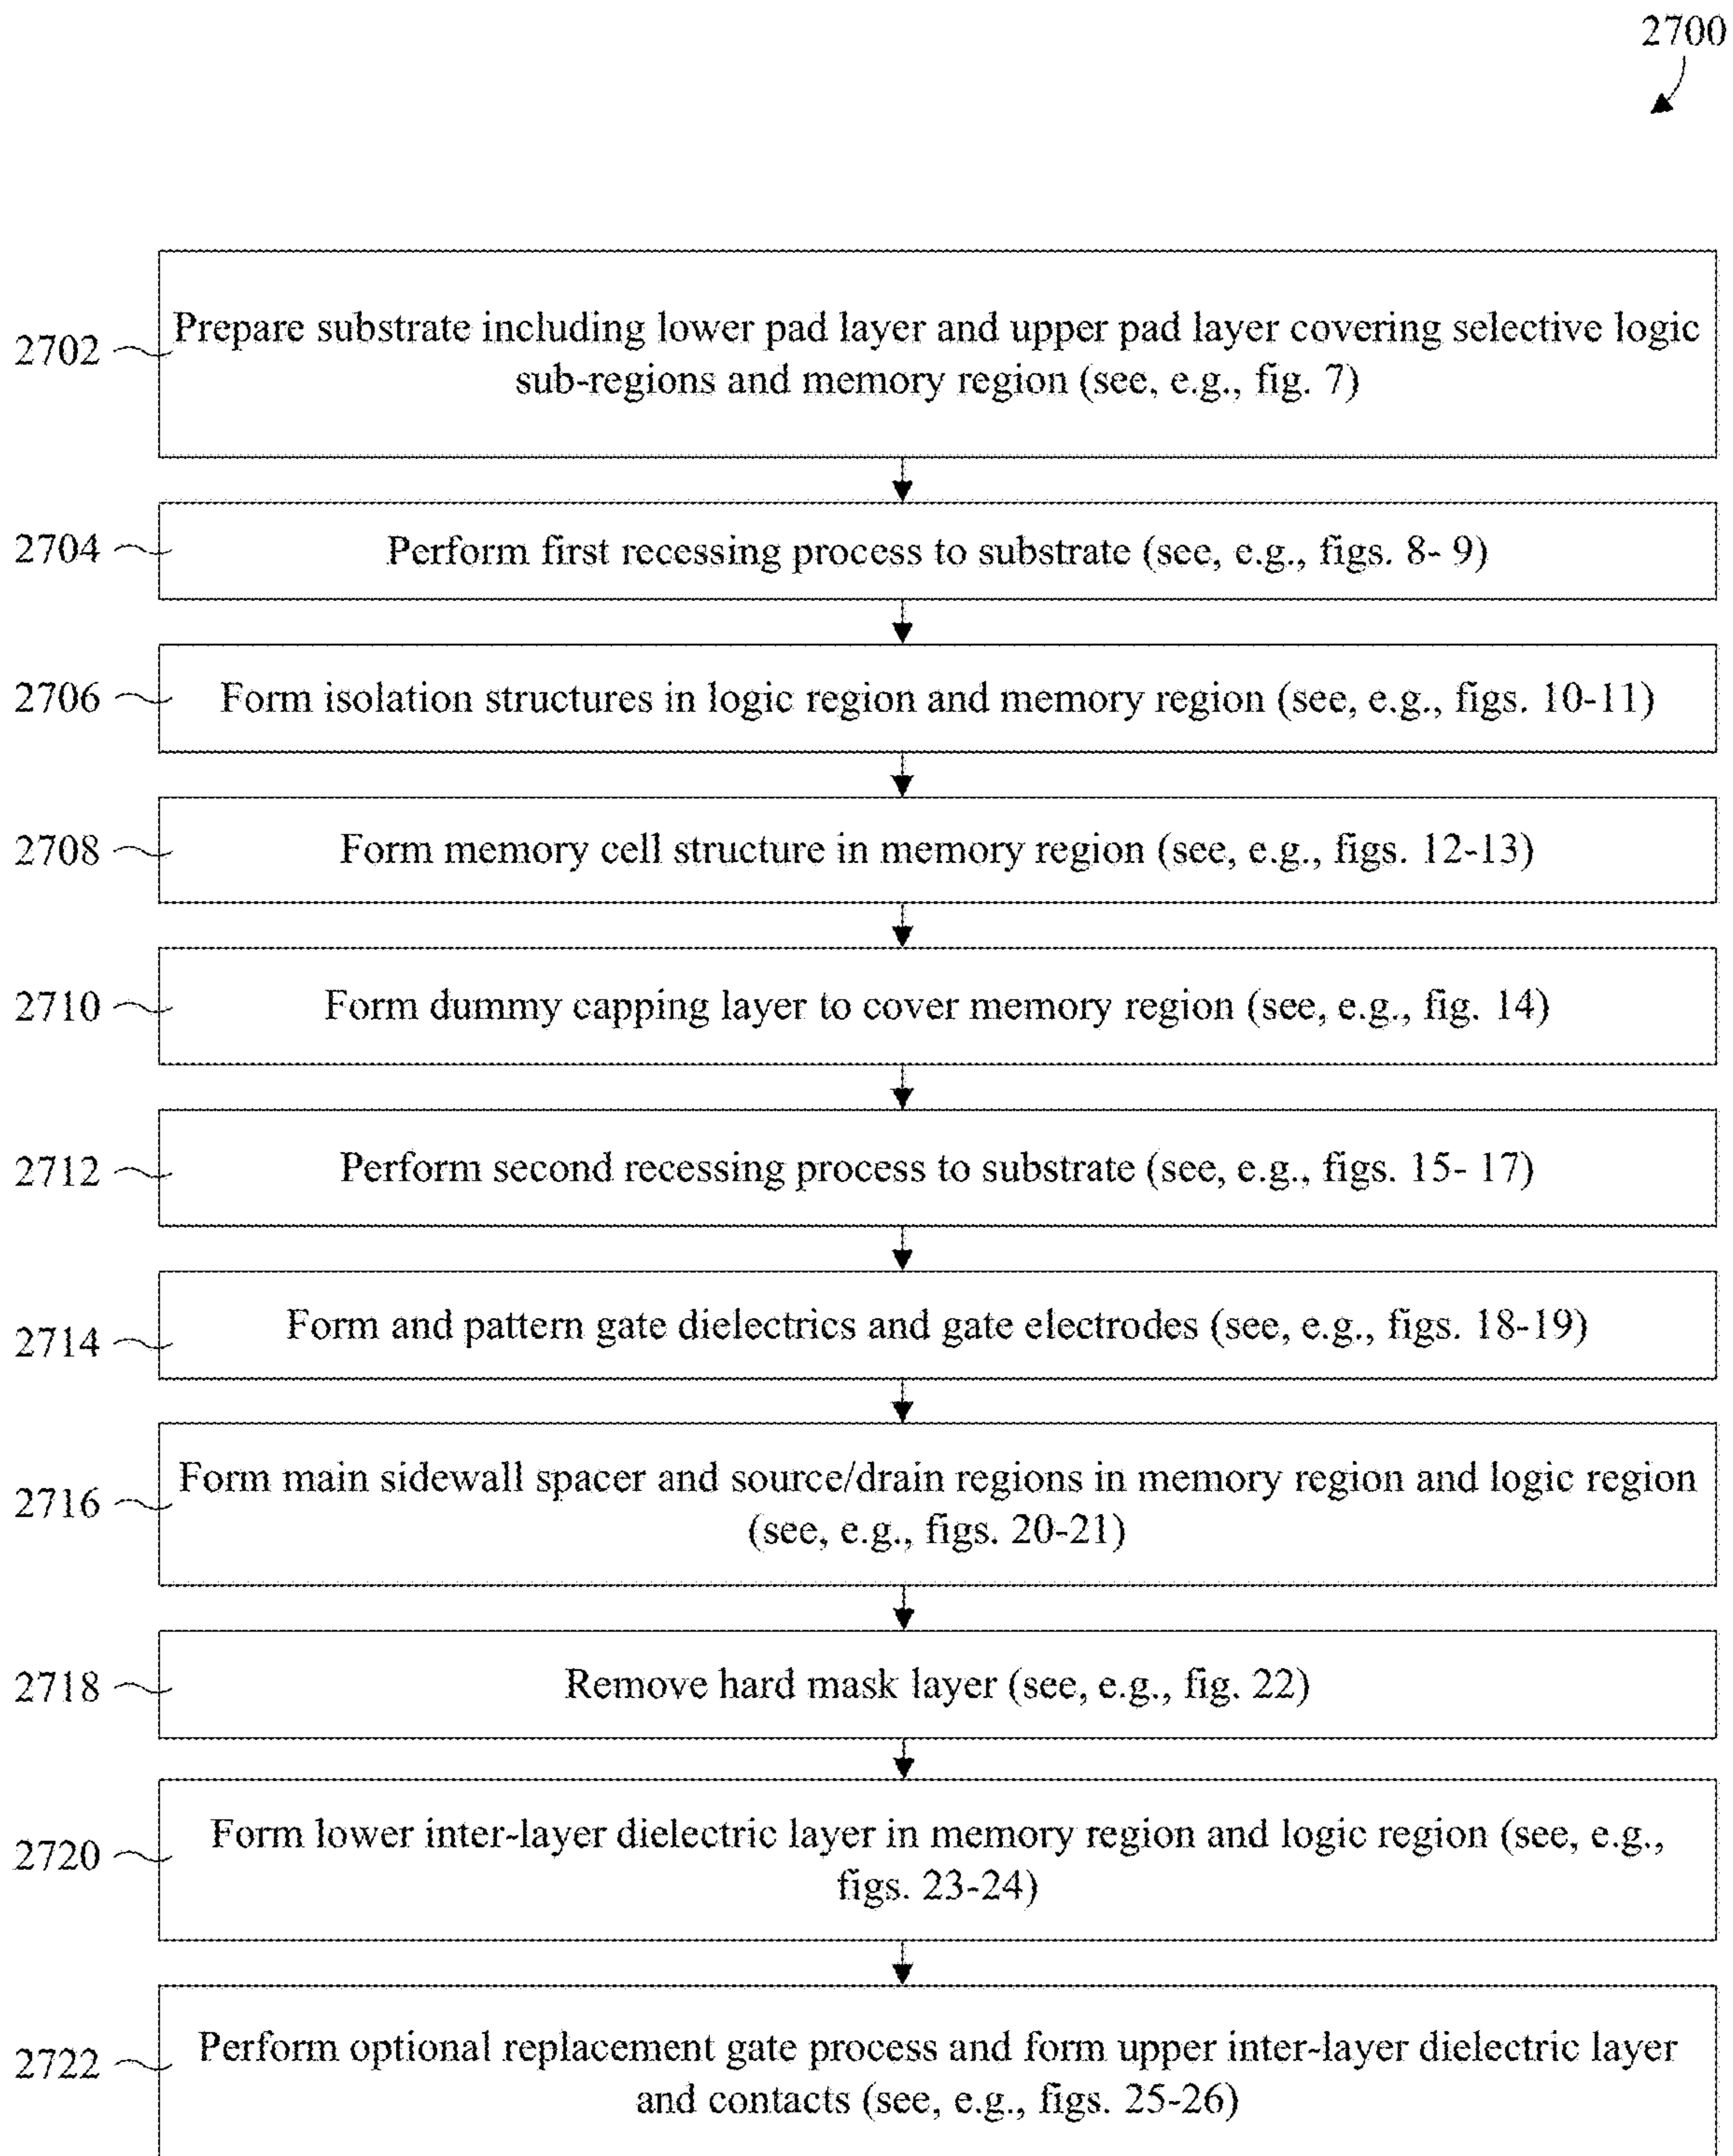 2700
2702
Prepare substrate including lower pad layer and upper pad layer covering selective logic
sub-regions and memory region (see, e.g., fig. 7)
2704
Perform first recessing process to substrate (see, e.g., figs. 8- 9)
2706
Form isolation structures in logic region and memory region (see, e.g., figs. 10-11)
2708
Form memory cell structure in memory region (see, e.g., figs. 12-13)
2710
Form dummy capping layer to cover memory region (see, e.g., fig. 14)
2712
Perform second recessing process to substrate (see, e.g., figs. 15- 17)
2714
Form and pattern gate dielectrics and gate electrodes (see, e.g., figs. 18-19)
2716
Form main sidewall spacer and source/drain regions in memory region and logic region
(see, e.g., figs. 20-21)
2718
Remove hard mask layer (see, e.g., fig. 22)
2720
Form lower inter-layer dielectric layer in memory region and logic region (see, e.g.,
figs. 23-24)
2722
Perform optional replacement gate process and form upper inter-layer dielectric layer
and contacts (see, e.g., figs. 25-26)